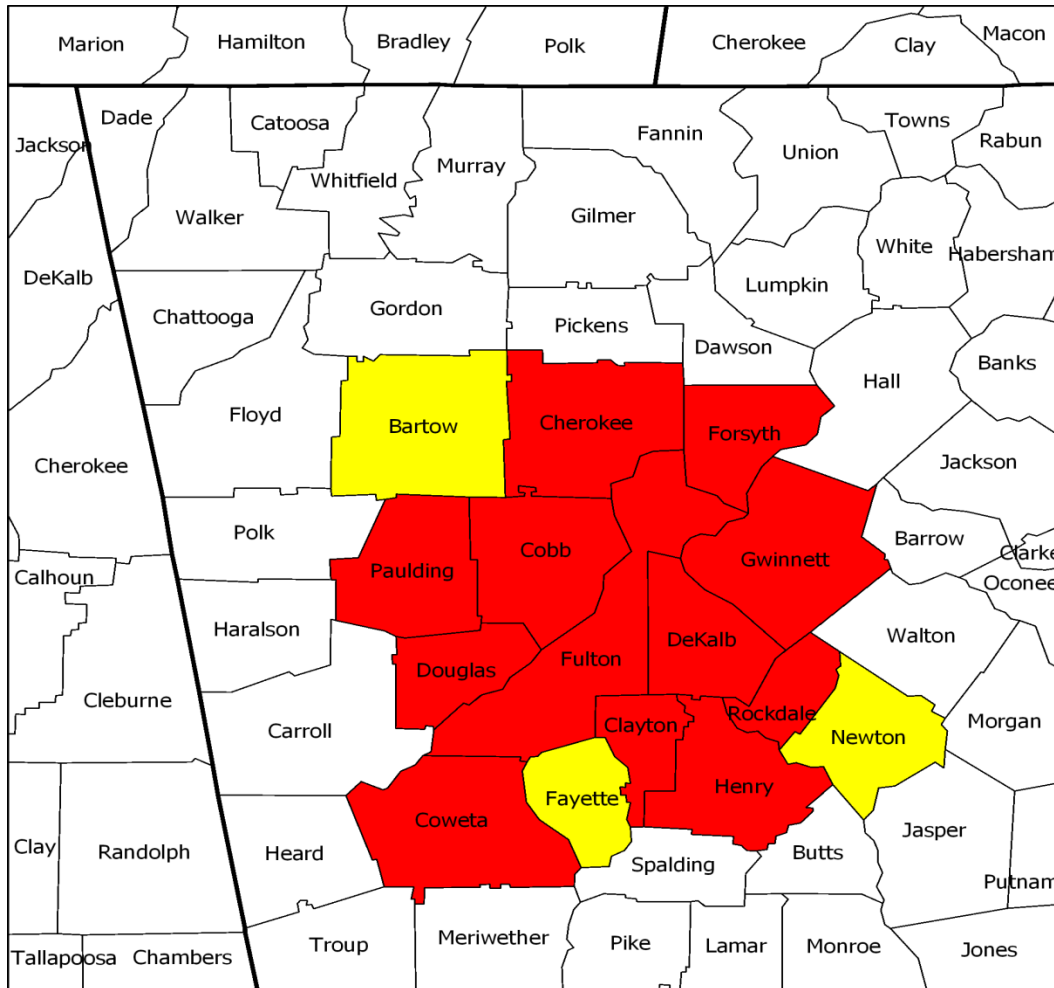 Marion
Hamilton
Bradley
Polk
Cherokee
Clay
Macon
Jackson
Dade
Catoosa
Whitfield
Murray
Fannin
Union
Towns
Rabun
Walker
Gilmer
White
Habersham
DeKalb
Chattooga
Gordon
Pickens
Lumpkin
Dawson
Hall
Banks
Floyd
Bartow
Cherokee
Forsyth
Cherokee
Jackson
Polk
Paulding
Cobb
Gwinnett
Barrow
Clarke
Oconee
Calhoun
Haralson
Douglas
Fulton
DeKalb
Walton
Cleburne
Carroll
Clayton
Rockdale
Newton
Morgan
Clay
Randolph
Heard
Coweta
Fayette
Henry
Spalding
Butts
Jasper
Putnam
Tallapoosa
Chambers
Troup
Meriwether
Pike
Lamar
Monroe
Jones